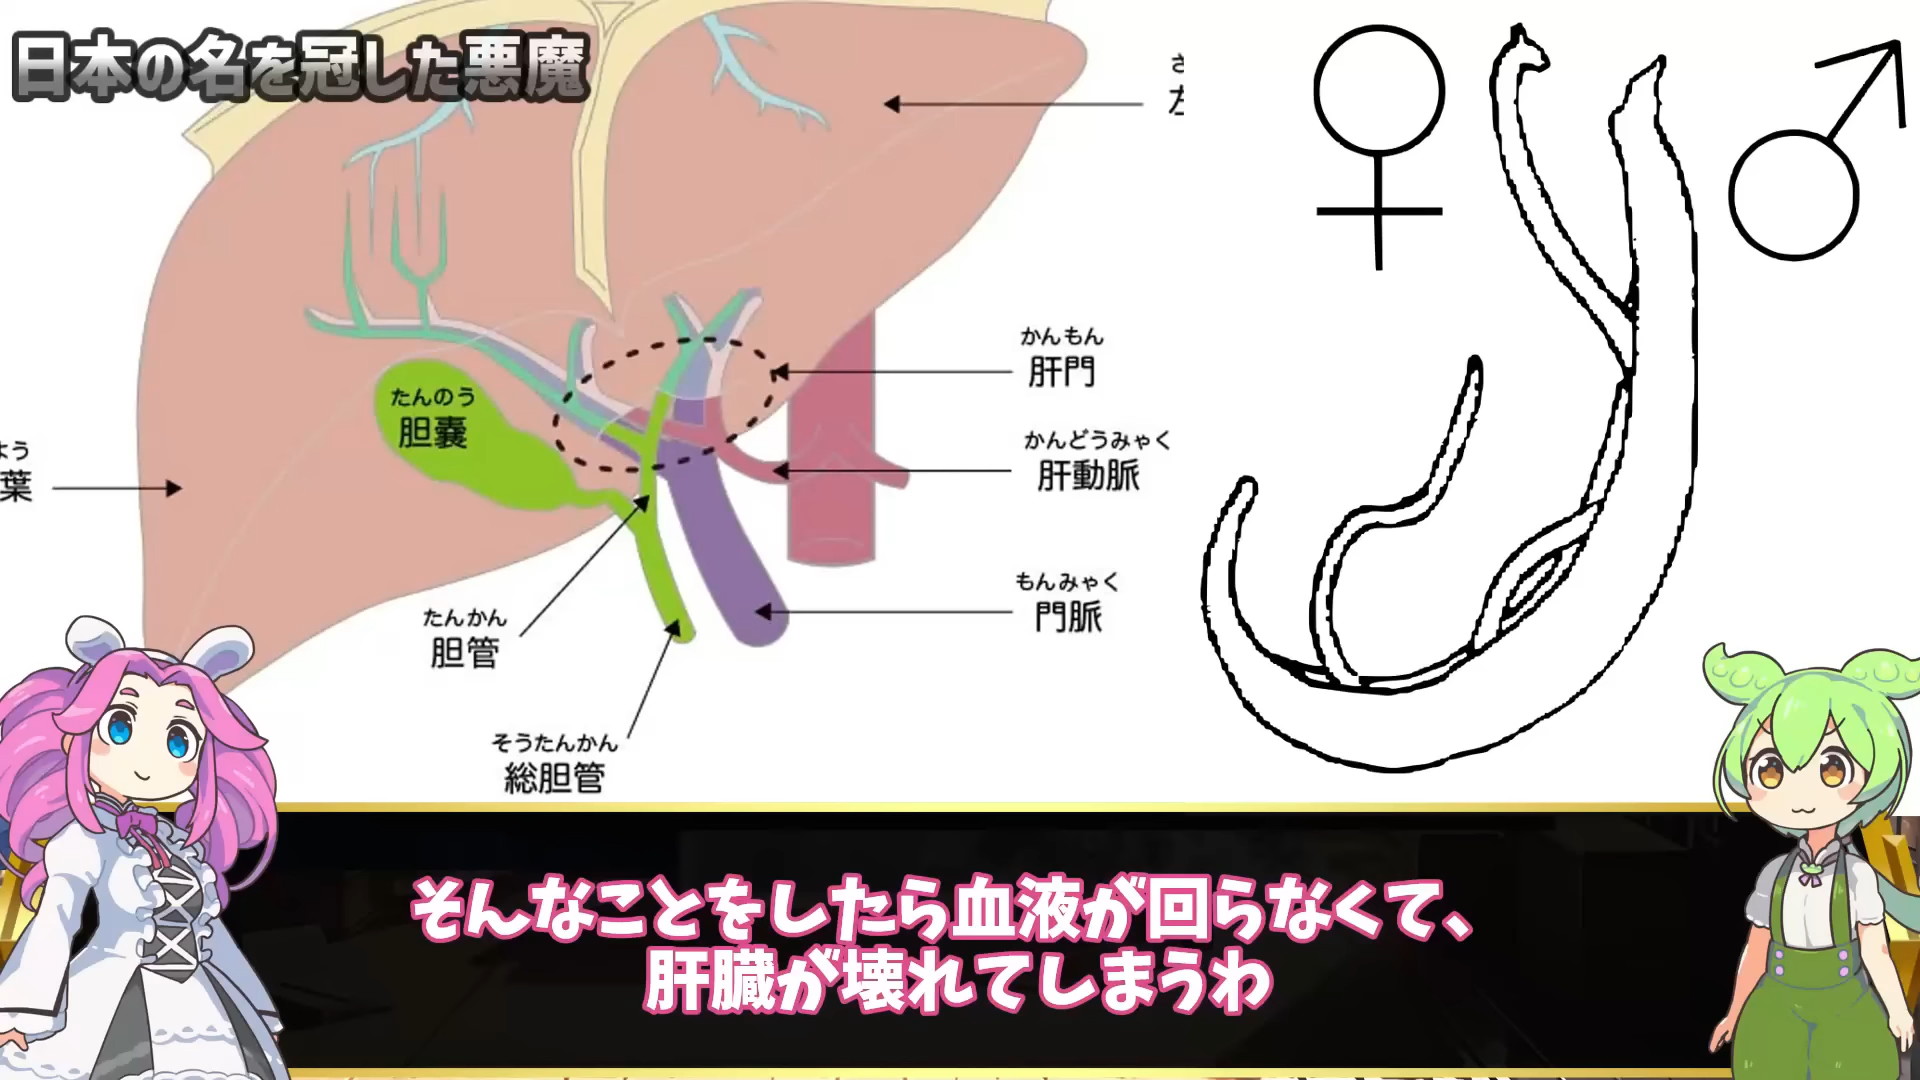 日本の名を冠した悪魔
さ
左
かんもん
肝門
たんのう
胆嚢
かんどうみゃく
肝動脈
よう
葉
もんみゃく
門脈
たんかん
胆管
そうたんかん
総胆管
そんなことをしたら血液が回らなくて、
肝臓が壊れてしまうわ